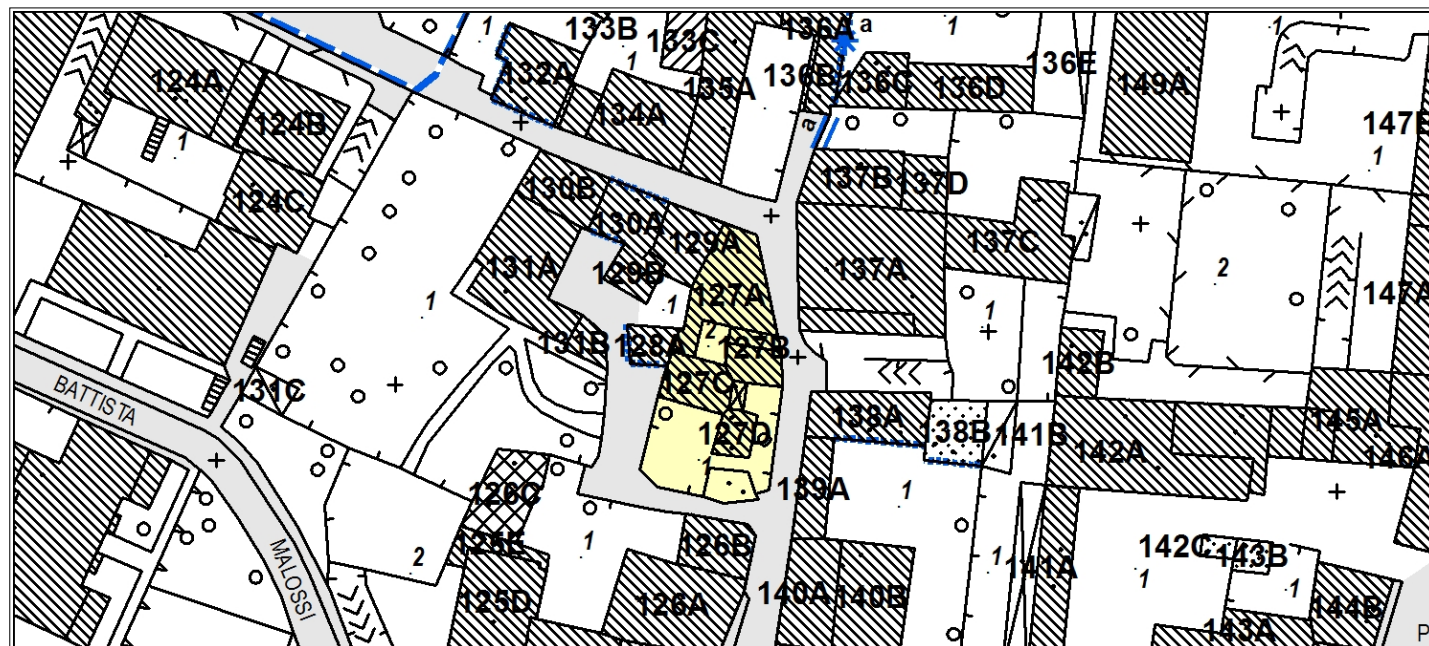 133B
1
136A
a
1
1
133C
132A
1
136B
136C
136D
136E
149A
124A
135A
134A
124B
1
a
147B
1
130B
137B
137D
124C
130A
129A
137C
131A
129B
137A
2
1
1
127A
147A
1
2
131B
128A
127B
142B
127C
131C
BATTISTA
138A
145A
127D
138B
141B
142A
146A
1
126C
139A
1
125E
2
1
126B
1
142C
143B
141A
1
1
MALOSSI
125D
126A
140A
140B
144B
143A
P